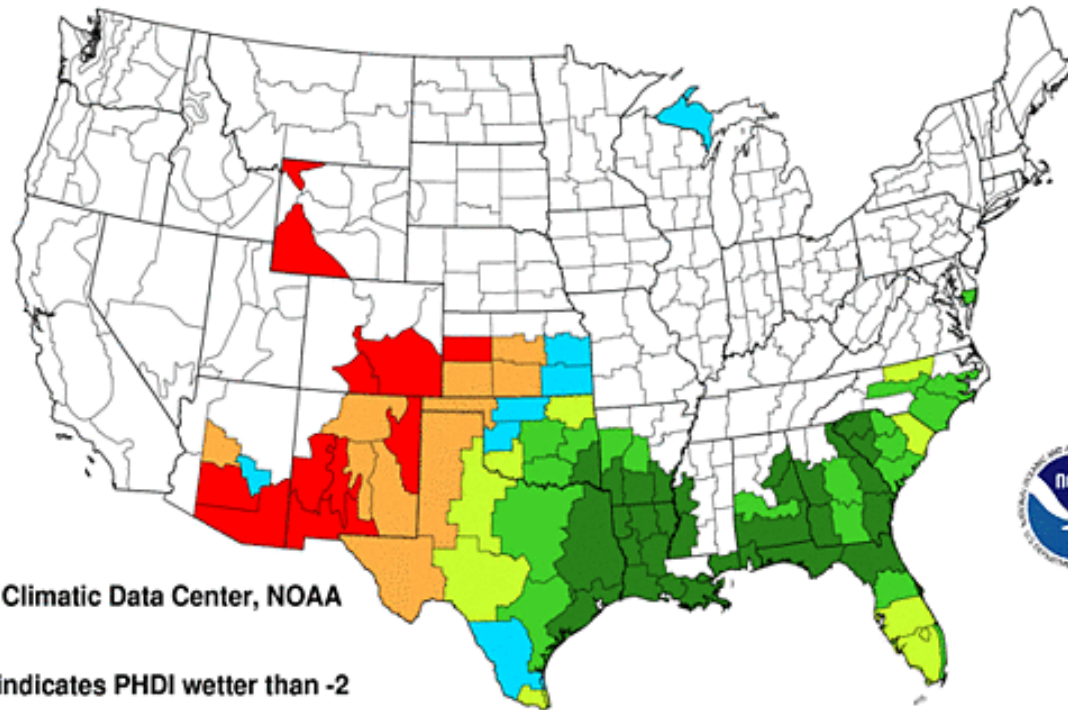 Climatic Data Center, NOAA
indicates PHDI wetter than -2